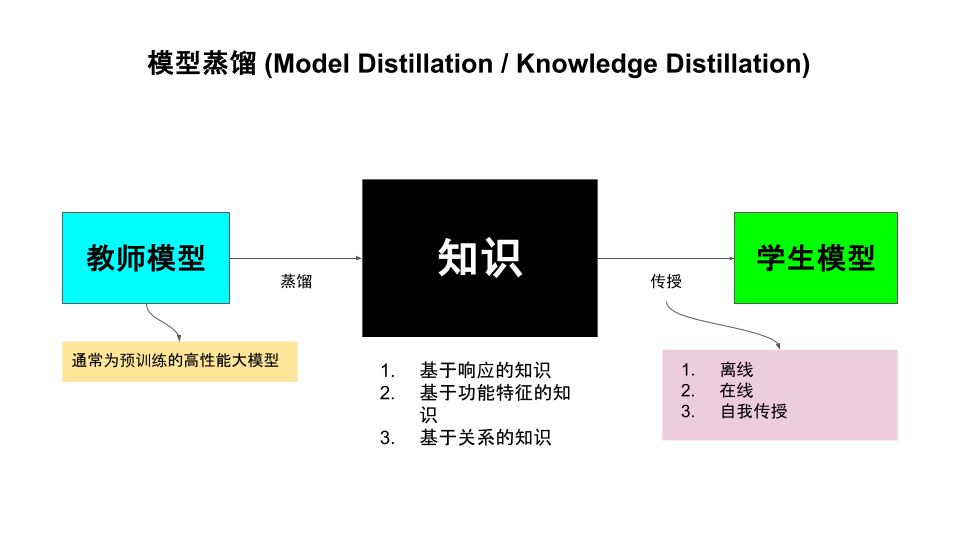 模型蒸馏 (Model Distillation / Knowledge Distillation)
教师模型
蒸馏
知识
传授
学生模型
通常为预训练的高性能大模型
1. 基于响应的知识
2. 基于功能特征的知
识
3. 基于关系的知识
1. 离线
2. 在线
3. 自我传授